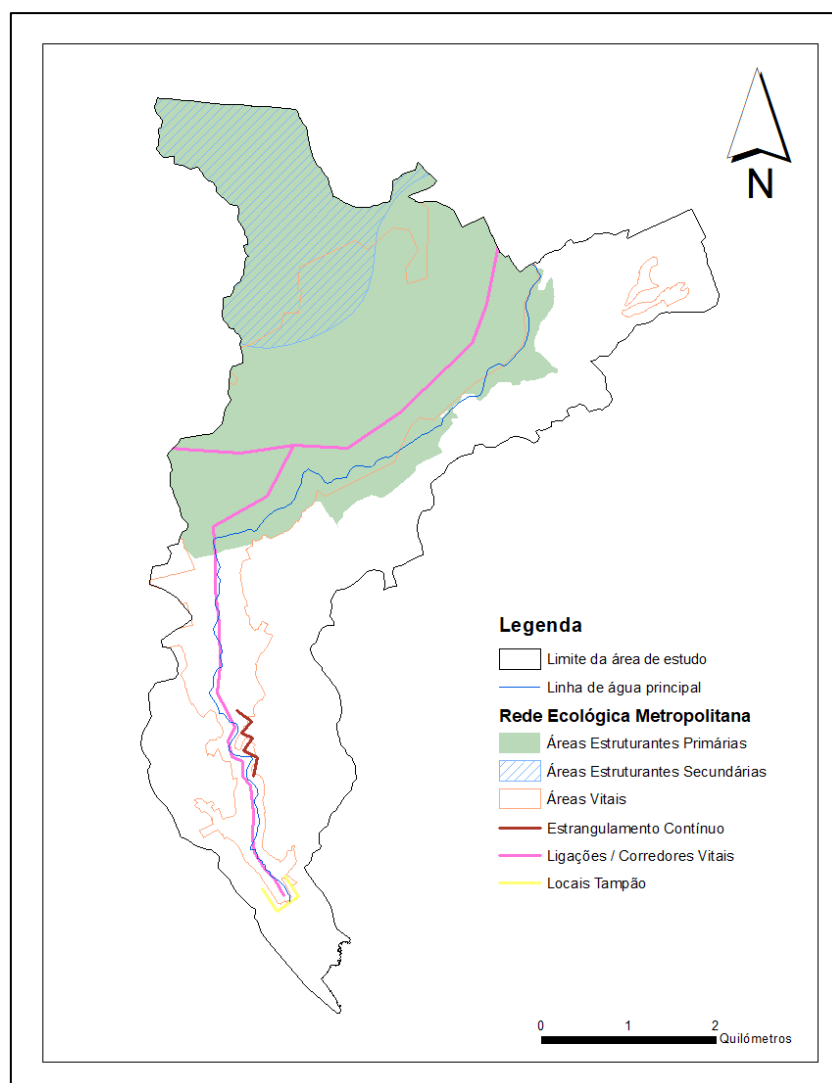 N
Legenda
Limite da área de estudo
Linha de água principal
Rede Ecológica Metropolitana
Áreas Estruturantes Primárias
Áreas Estruturantes Secundárias
Áreas Vitais
Estrangulamento Contínuo
Ligações / Corredores Vitais
Locais Tampão
0 1 2
Quilómetros